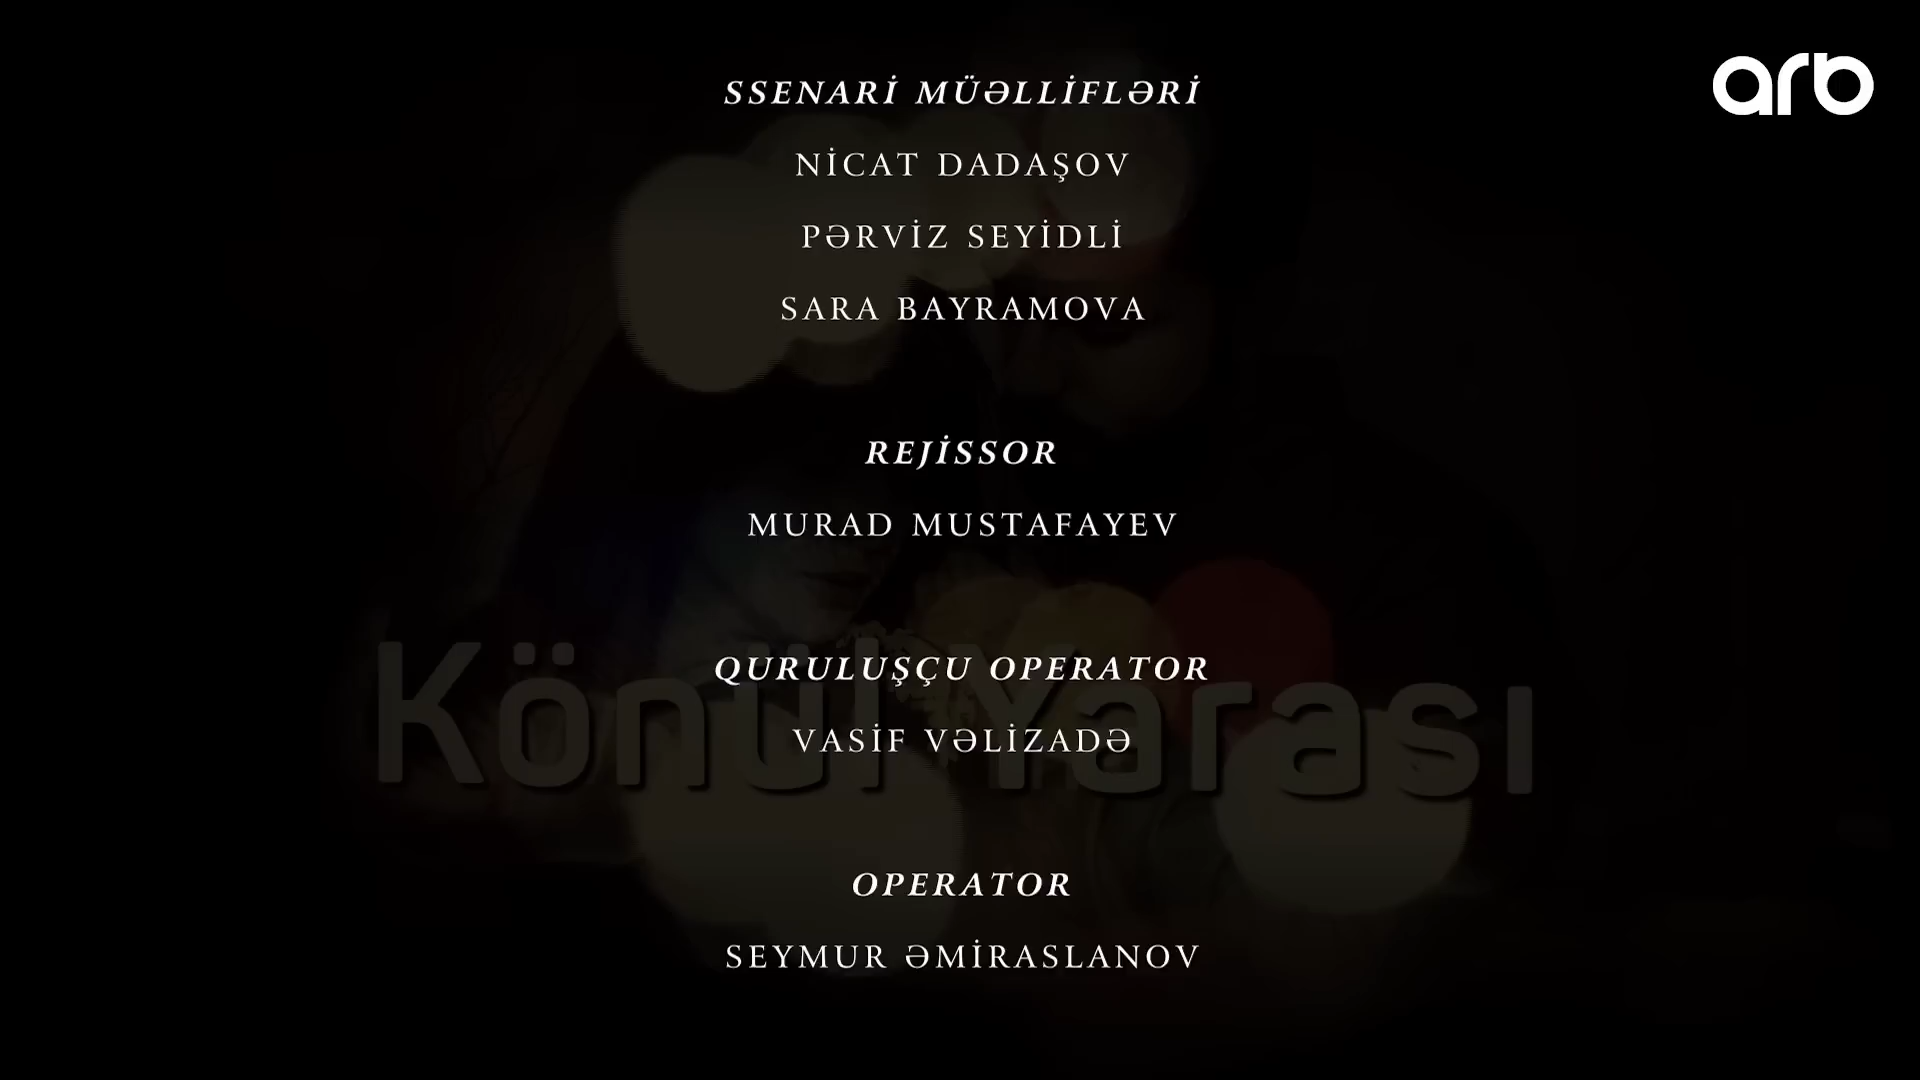 arb
SSENARİ MÜƏLLİFLƏRİ
NİCAT DADAŞOV
PƏRVİZ SEYİDLİ
SARA BAYRAMOVA
REJİSSOR
MURAD MUSTAFAYEV
QURULUŞÇU OPERATOR
Könül Yarası
VASİF VƏLİZADƏ
OPERATOR
SEYMUR ƏMİRASLANOV